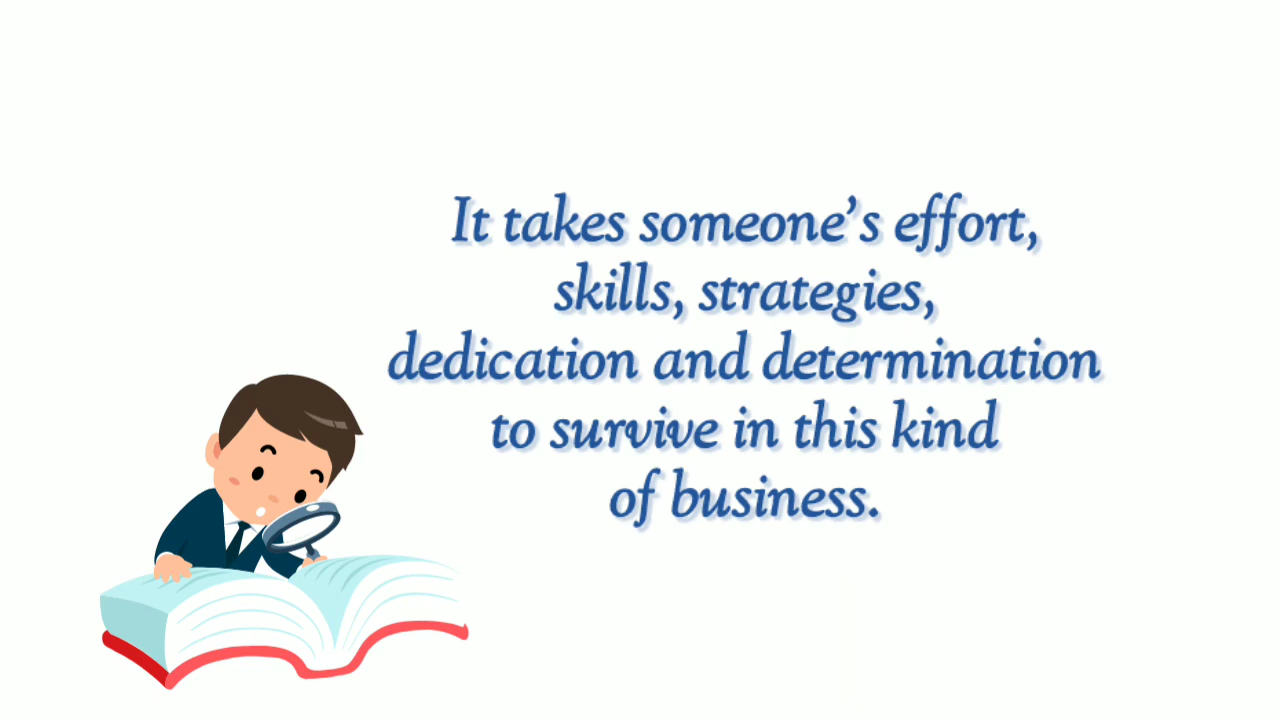 It takes someone’s effort,
skills, strategies,
dedication and determination
to survive in this kind
of business.